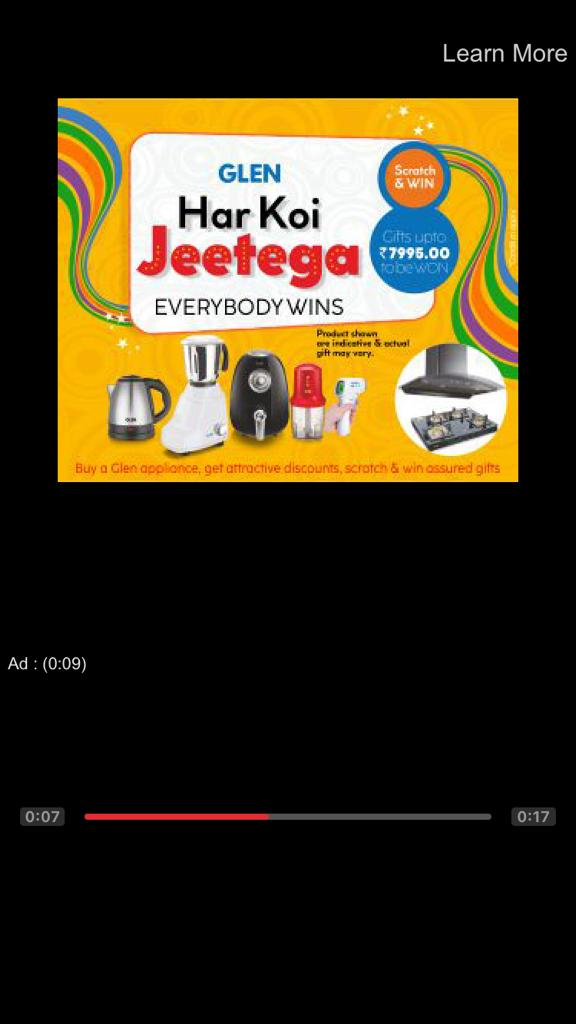 Learn More
GLEN
Har Koi
Jeetega
EVERYBODY WINS
Scratch
& WIN
Gifts upto
₹7995.00
to be WON
Product shown
are indicative & actual
gift may vary.
Buy a Glen appliance, get attractive discounts, scratch & win assured gifts
Ad : (0:09)
0:07
0:17